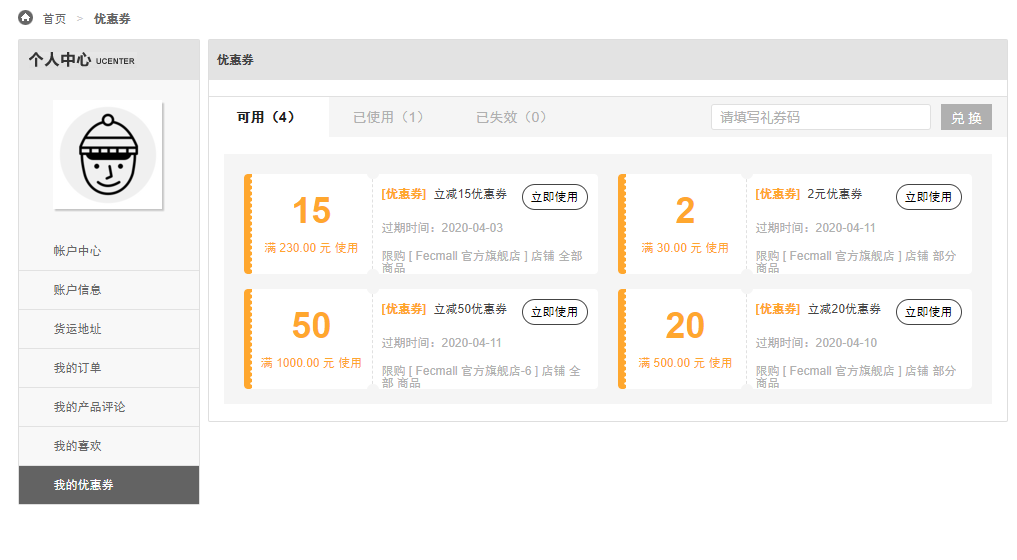 首页 > 优惠券
个人中心 UCENTER
帐户中心
账户信息
货运地址
我的订单
我的产品评论
我的喜欢
我的优惠券
优惠券
可用（4） 已使用（1） 已失效（0） 请填写礼券码 兑 换
15
满 230.00 元 使用
[优惠券] 立减15优惠券 立即使用
过期时间：2020-04-03
限购 [ Fecmall 官方旗舰店 ] 店铺 全部
商品
2
满 30.00 元 使用
[优惠券] 2元优惠券 立即使用
过期时间：2020-04-11
限购 [ Fecmall 官方旗舰店 ] 店铺 部分
商品
50
满 1000.00 元 使用
[优惠券] 立减50优惠券 立即使用
过期时间：2020-04-11
限购 [ Fecmall 官方旗舰店-6 ] 店铺 全
部 商品
20
满 500.00 元 使用
[优惠券] 立减20优惠券 立即使用
过期时间：2020-04-10
限购 [ Fecmall 官方旗舰店 ] 店铺 部分
商品